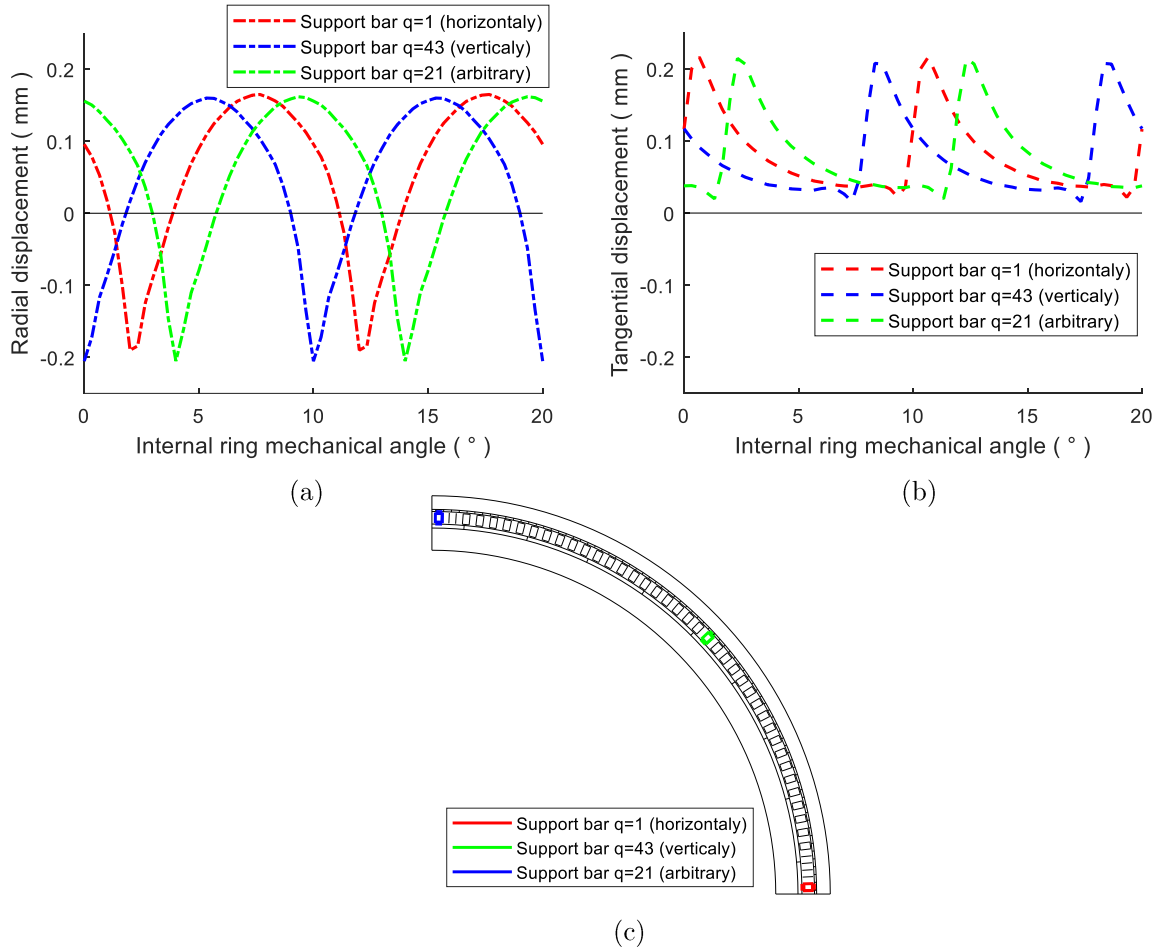 Support bar q=1 (horizontaly)
Support bar q=43 (verticaly)
Support bar q=21 (arbitrary)
Radial displacement ( mm )
0.2
0.1
0
-0.1
-0.2
0 5 10 15 20
Internal ring mechanical angle ( ° )
(a)
Tangential displacement ( mm )
0.2
0.1
0
-0.1
-0.2
Support bar q=1 (horizontaly)
Support bar q=43 (verticaly)
Support bar q=21 (arbitrary)
0 5 10 15 20
Internal ring mechanical angle ( ° )
(b)
Support bar q=1 (horizontaly)
Support bar q=43 (verticaly)
Support bar q=21 (arbitrary)
(c)